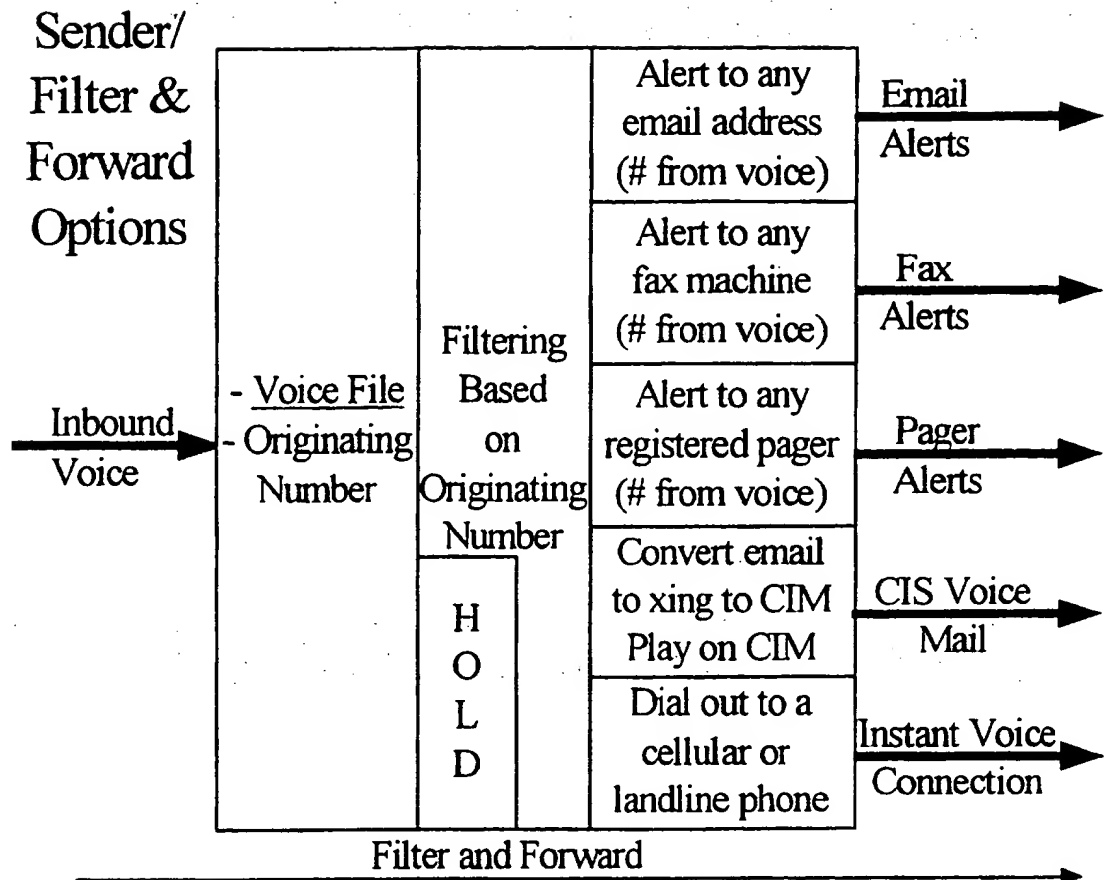 Sender/
Filter &
Forward
Options
Inbound
Voice
- Voice File
- Originating
Number
Filtering
Based
on
Originating
Number
H
O
L
D
Alert to any
email address
(# from voice)
Alert to any
fax machine
(# from voice)
Alert to any
registered pager
(# from voice)
Convert email
to xing to CIM
Play on CIM
Dial out to a
cellular or
landline phone
Email
Alerts
Fax
Alerts
Pager
Alerts
CIS Voice
Mail
Instant Voice
Connection
Filter and Forward